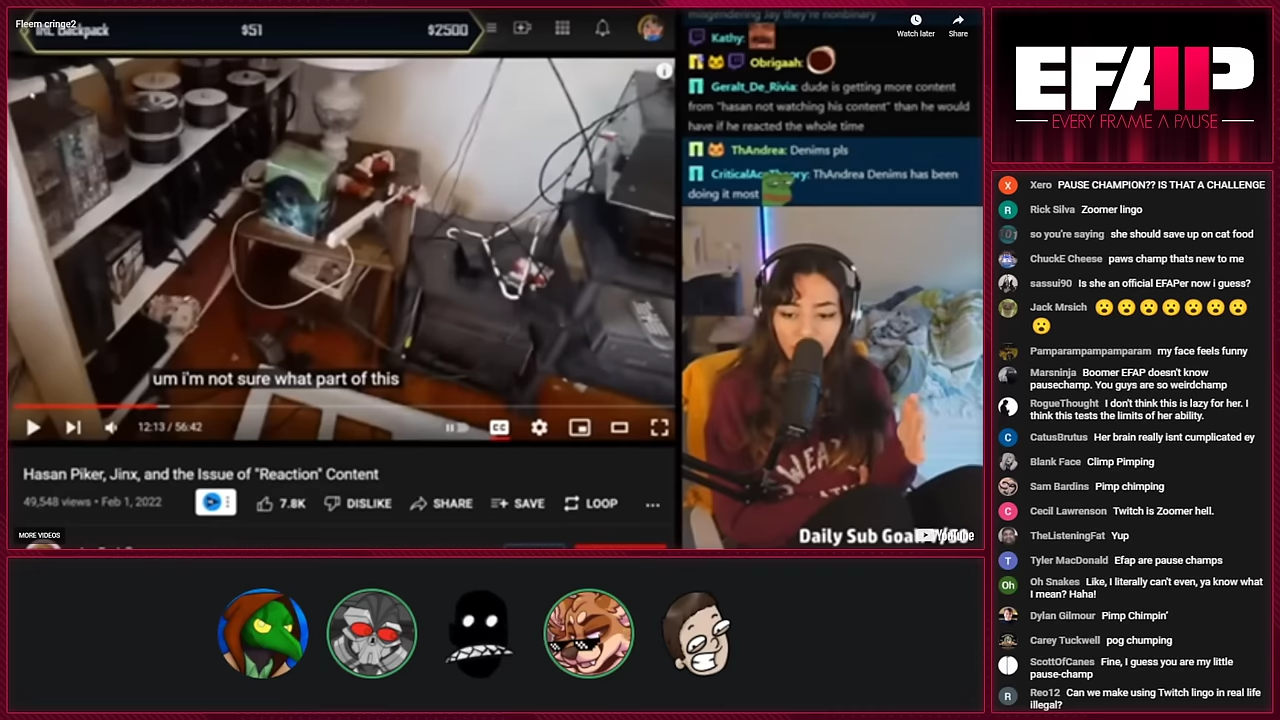 Fleem cringe2
$51
$2500
Watch later
Share
misgendering Jay they're nonbinary
Kathy:
Obrigaah:
Geralt_De_Rivia: dude is getting more content
from "hasan not watching his content" than he would
have if he reacted the whole time
ThAndrea: Denims pls
ThAndrea Denims has been
doing it most
um i'm not sure what part of this
12:13 / 56:42
CC
Hasan Piker, Jinx, and the Issue of "Reaction" Content
49,548 views • Feb 1, 2022
7.8K
DISLIKE
SHARE
SAVE
LOOP
MORE VIDEOS
Daily Sub Goal
YouTube
EFAP
EVERY FRAME A PAUSE
X Xero PAUSE CHAMPION?? IS THAT A CHALLENGE
R Rick Silva Zoomer lingo
so you're saying she should save up on cat food
ChuckE Cheese paws champ thats new to me
sassui90 Is she an official EFAPer now i guess?
Jack Mrsich 😮😮😮😮😮😮😮
😮
Pamparampampamparam my face feels funny
Marsninja Boomer EFAP doesn't know
pausechamp. You guys are so weirdchamp
RogueThought I don't think this is lazy for her. I
think this tests the limits of her ability.
C CatusBrutus Her brain really isnt cumplicated ey
Blank Face Climp Pimping
Sam Bardins Pimp chimping
C Cecil Lawrenson Twitch is Zoomer hell.
TheListeningFat Yup
T Tyler MacDonald Efap are pause champs
Oh Oh Snakes Like, I literally can't even, ya know what
I mean? Haha!
Dylan Gilmour Pimp Chimpin'
Carey Tuckwell pog chumping
ScottOfCanes Fine, I guess you are my little
pause-champ
R Reo12 Can we make using Twitch lingo in real life
illegal?